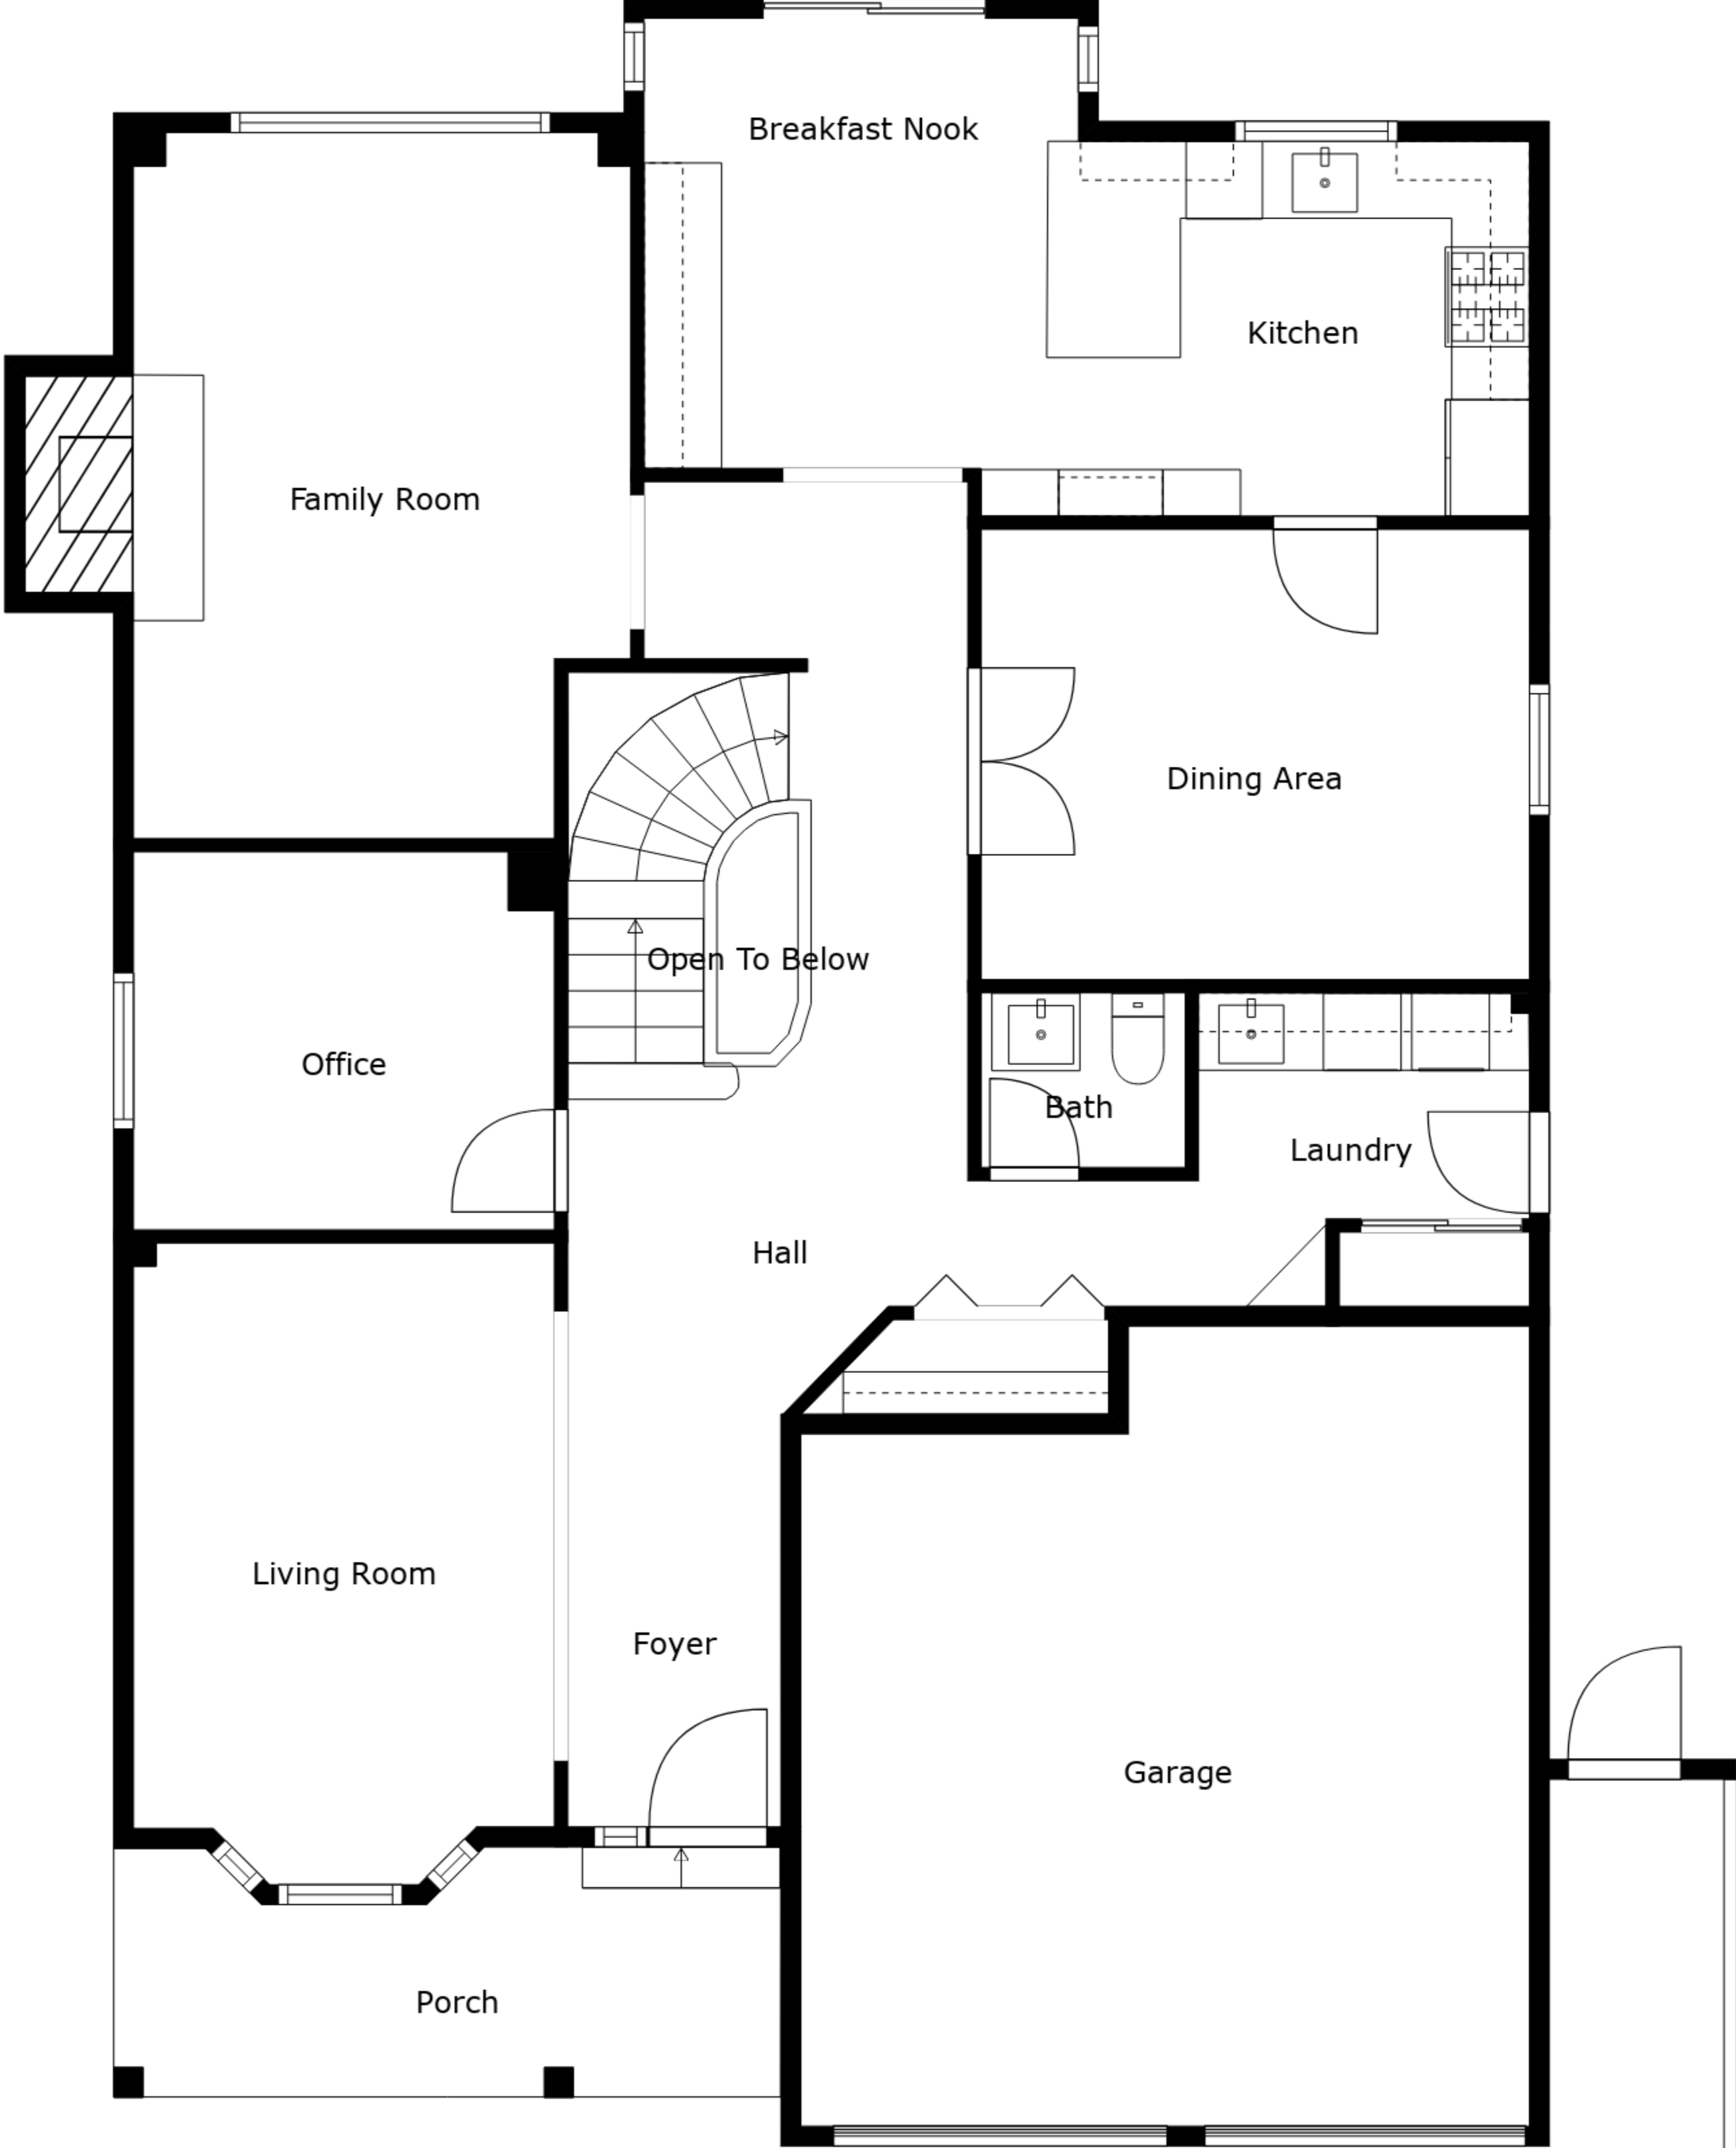 Breakfast Nook
Kitchen
Family Room
Dining Area
Open To Below
Office
Bath
Laundry
Hall
Living Room
Foyer
Garage
Porch